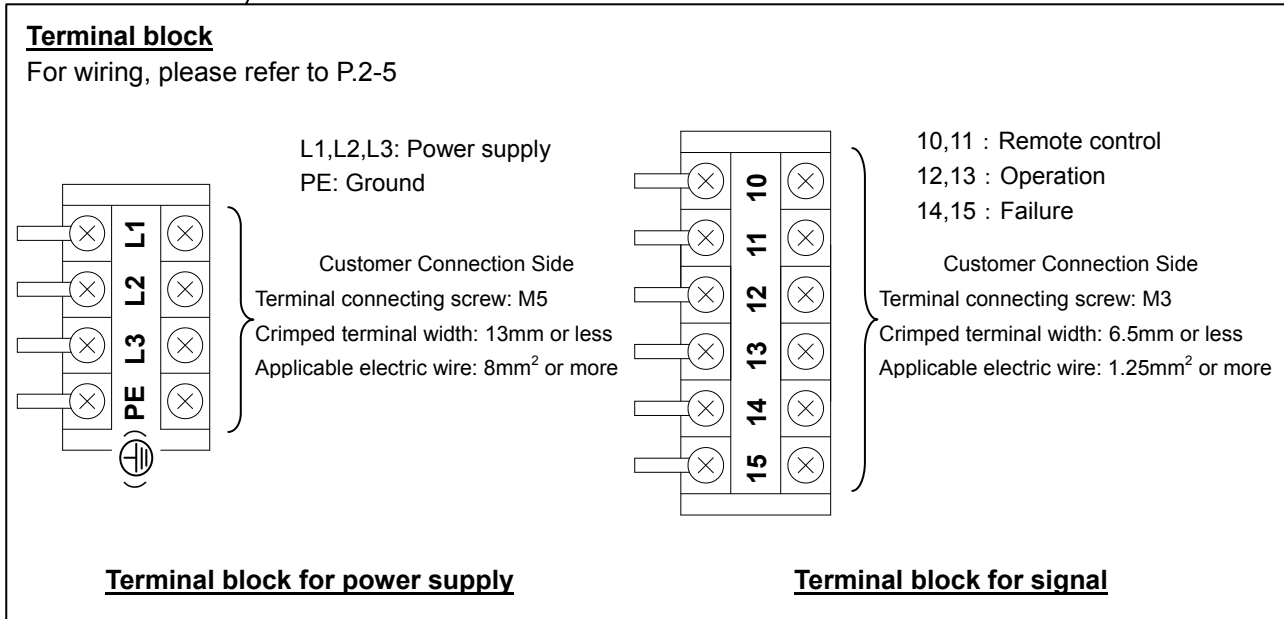 Terminal block
For wiring, please refer to P.2-5
L1,L2,L3: Power supply
PE: Ground
L1
L2
L3
PE
Customer Connection Side
Terminal connecting screw: M5
Crimped terminal width: 13mm or less
Applicable electric wire: 8mm² or more
Terminal block for power supply
10
11
12
13
14
15
10,11 : Remote control
12,13 : Operation
14,15 : Failure
Customer Connection Side
Terminal connecting screw: M3
Crimped terminal width: 6.5mm or less
Applicable electric wire: 1.25mm² or more
Terminal block for signal